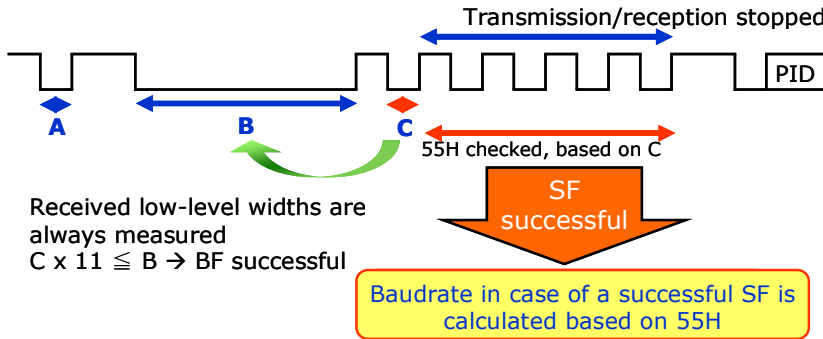 Transmission/reception stopped
PID
A
B
C
55H checked, based on C
Received low-level widths are
always measured
C x 11 ≦ B → BF successful
SF
successful
Baudrate in case of a successful SF is
calculated based on 55H